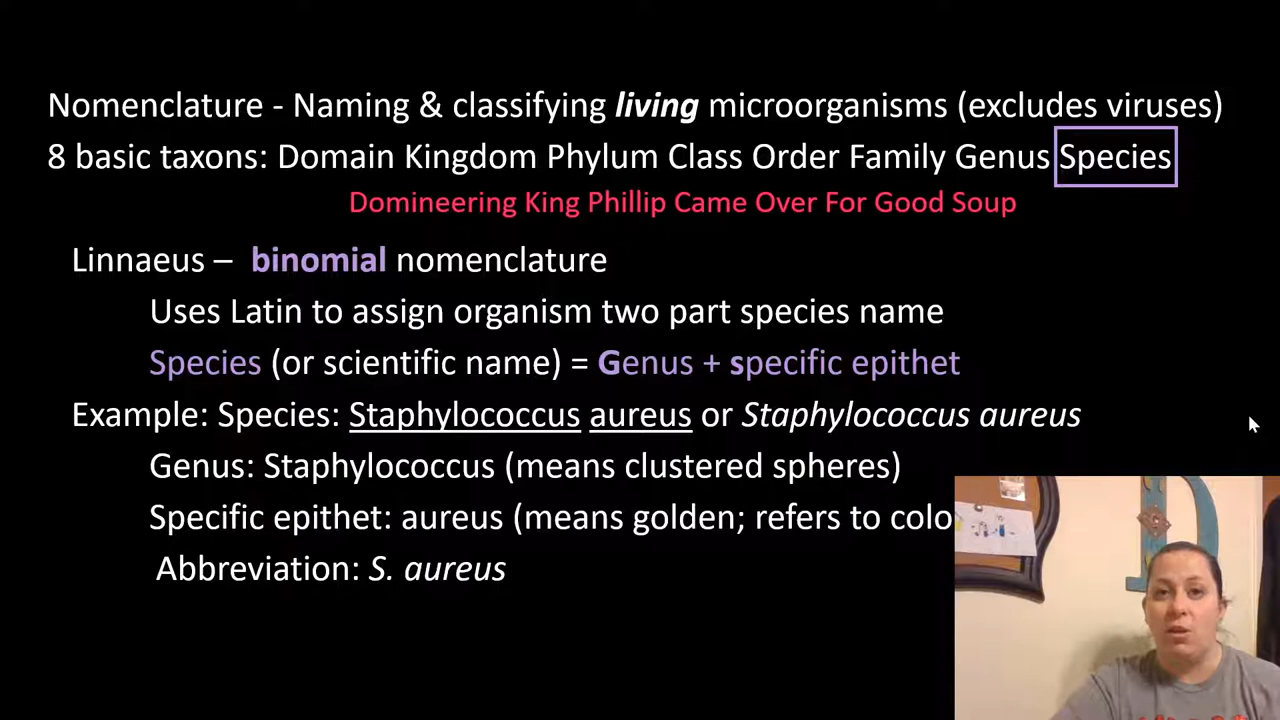 Nomenclature - Naming & classifying living microorganisms (excludes viruses)
8 basic taxons: Domain Kingdom Phylum Class Order Family Genus Species
Domineering King Phillip Came Over For Good Soup
Linnaeus – binomial nomenclature
Uses Latin to assign organism two part species name
Species (or scientific name) = Genus + specific epithet
Example: Species: Staphylococcus aureus or Staphylococcus aureus
Genus: Staphylococcus (means clustered spheres)
Specific epithet: aureus (means golden; refers to colo
Abbreviation: S. aureus